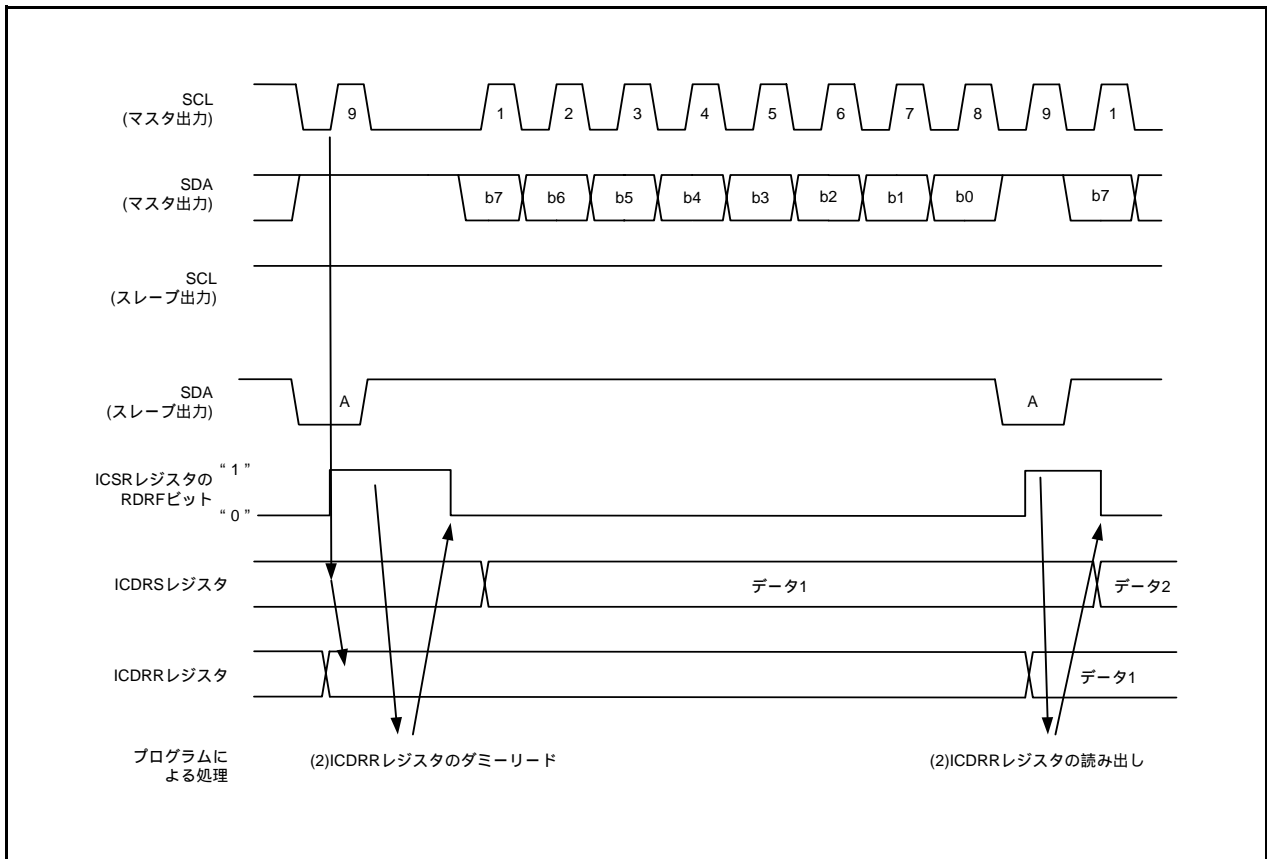 SCL
(マスタ出力)
9 1 2 3 4 5 6 7 8 9 1
SDA
(マスタ出力)
b7 b6 b5 b4 b3 b2 b1 b0 b7
SCL
(スレーブ出力)
SDA
(スレーブ出力)
A A
ICSRレジスタの
RDRFビット
“ 1 ”
“ 0 ”
ICDRSレジスタ
データ1 データ2
ICDRRレジスタ
データ1
プログラムに
よる処理
(2)ICDRRレジスタのダミーリード (2)ICDRRレジスタの読み出し